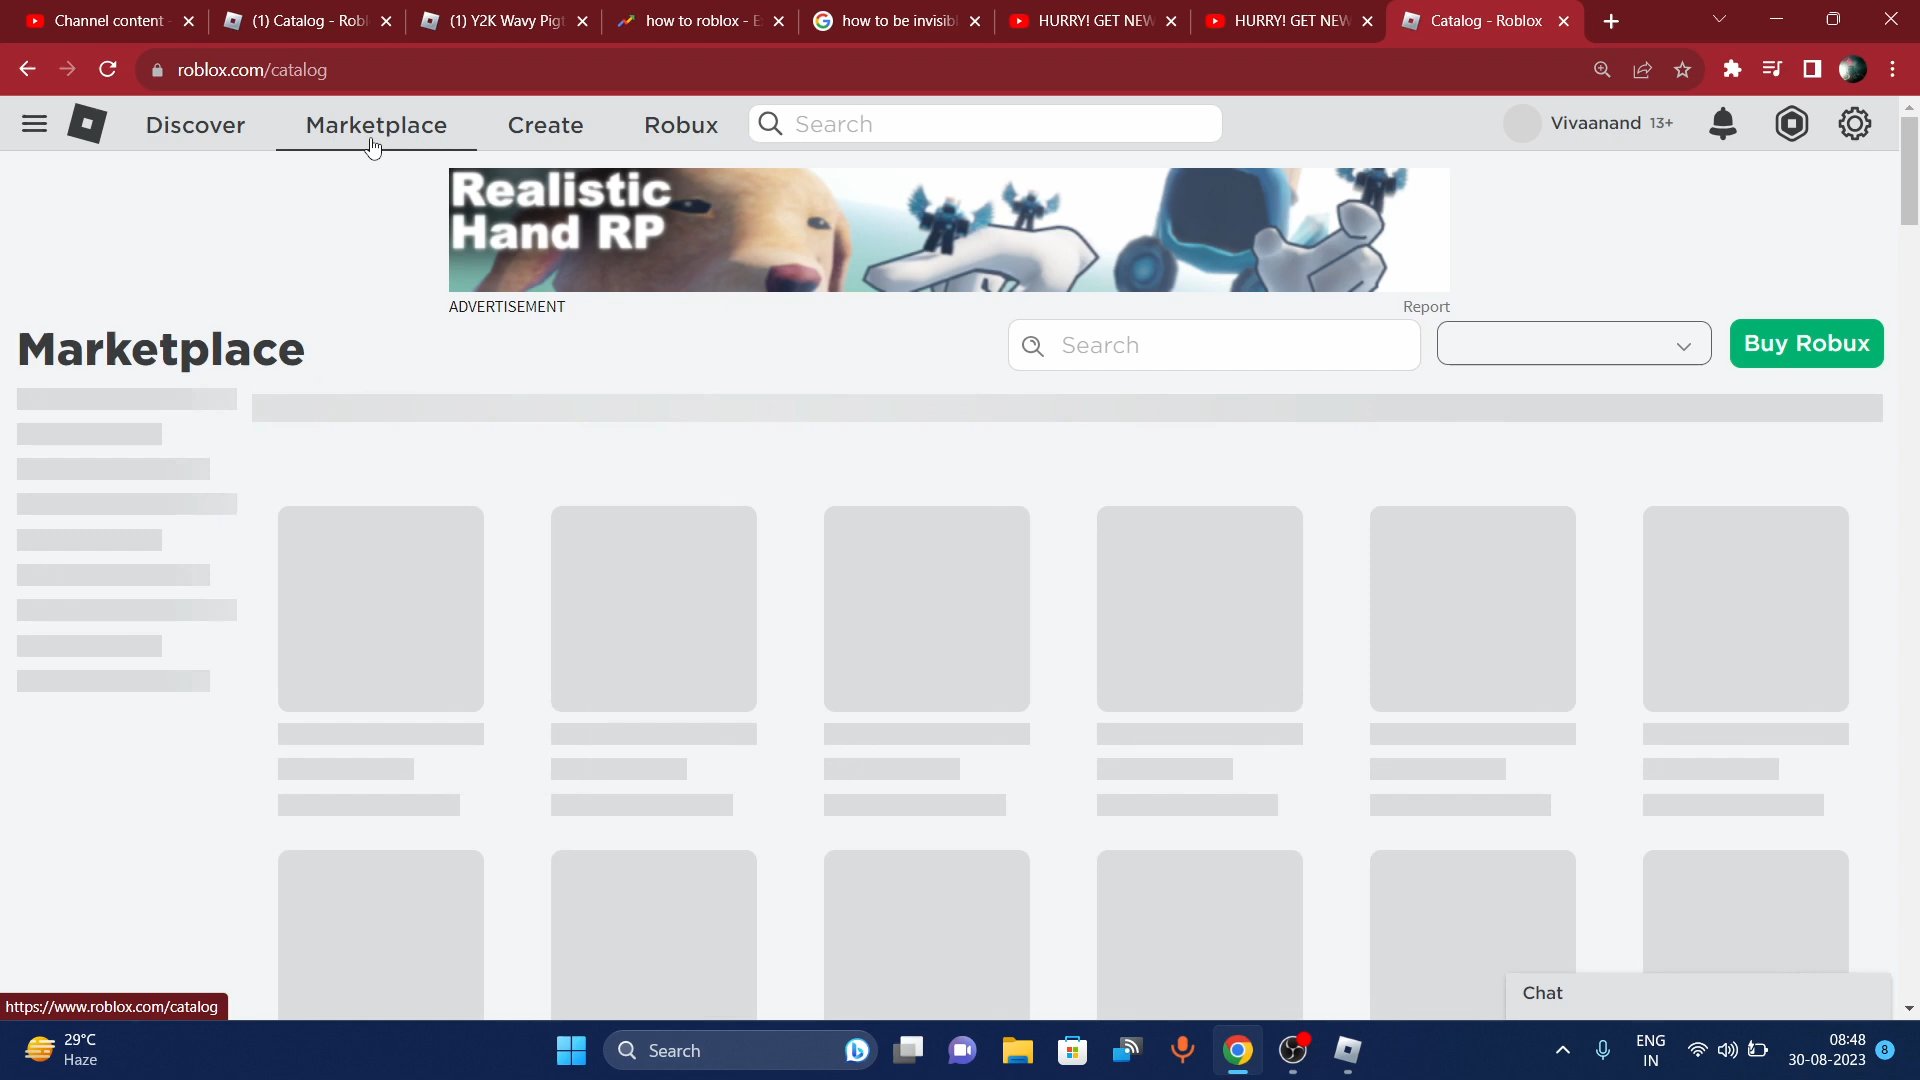 Channel content
(1) Catalog - Robl
(1) Y2K Wavy Pigt
how to roblox - E
how to be invisibl
HURRY! GET NEW
HURRY! GET NEW
Catalog - Roblox
roblox.com/catalog
Discover
Marketplace
Create
Robux
Search
Vivaanand 13+
Realistic
Hand RP
ADVERTISEMENT
Report
Marketplace
Search
Buy Robux
Chat
https://www.roblox.com/catalog
29°C
Haze
Search
ENG
IN
08:48
30-08-2023
8